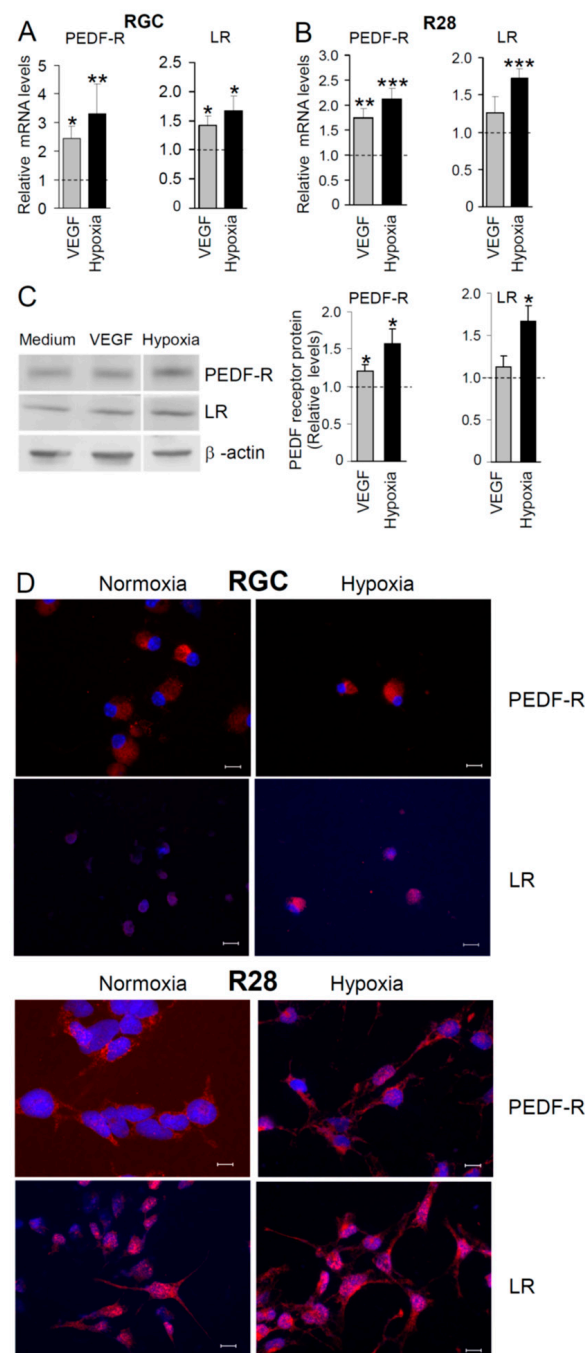 A
RGC
PEDF-R
LR
Relative mRNA levels
5
4
3
2
1
0
*
**
VEGF
Hypoxia
2.5
2.0
1.5
1.0
0.5
0
*
*
VEGF
Hypoxia
B
R28
PEDF-R
LR
Relative mRNA levels
3.0
2.5
2.0
1.5
1.0
0.5
0
**
***
VEGF
Hypoxia
2.0
1.5
1.0
0.5
0
***
VEGF
Hypoxia
C
Medium VEGF Hypoxia
PEDF-R
LR
β -actin
PEDF-R
PEDF receptor protein
(Relative levels)
2.0
1.5
1.0
0.5
0
*
*
VEGF
Hypoxia
LR
2.0
1.5
1.0
0.5
0
*
VEGF
Hypoxia
D
Normoxia RGC Hypoxia
PEDF-R
LR
Normoxia R28 Hypoxia
PEDF-R
LR